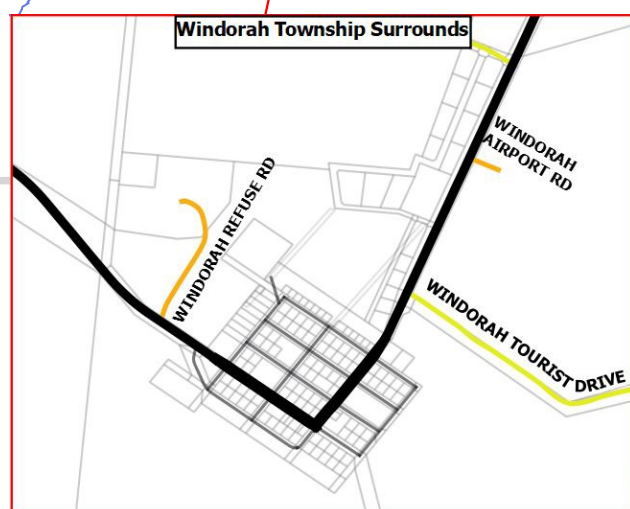 Windorah Township Surrounds
WINDORAH
AIRPORT RD
WINDORAH REFUSE RD
WINDORAH TOURIST DRIVE